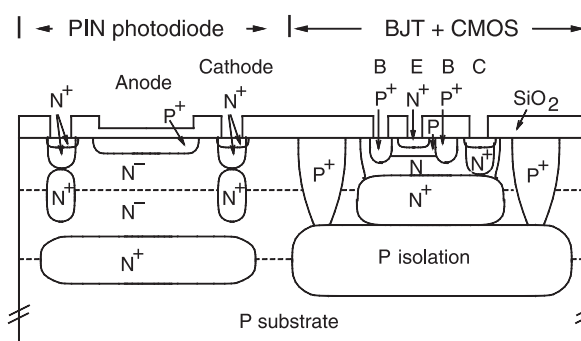 PIN photodiode BJT + CMOS
Cathode B E B C
Anode
N+ P+ N+ P+ N+ P+ SiO2
P
N− N N+
N+ N+ P+ N+ P+
N−
N+ P isolation
P substrate